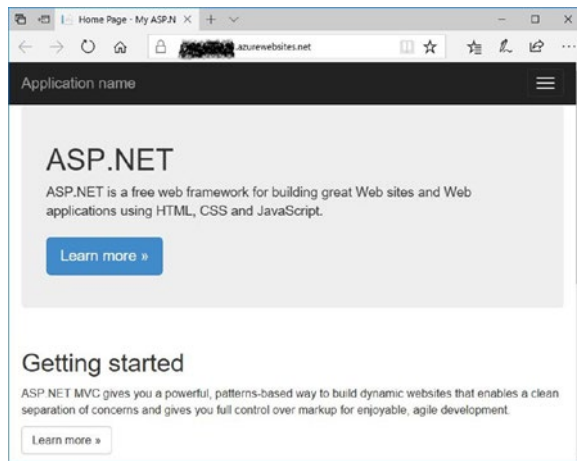 Home Page - My ASP.N
.azurewebsites.net
Application name
ASP.NET
ASP.NET is a free web framework for building great Web sites and Web
applications using HTML, CSS and JavaScript.
Learn more »
Getting started
ASP.NET MVC gives you a powerful, patterns-based way to build dynamic websites that enables a clean
separation of concerns and gives you full control over markup for enjoyable, agile development.
Learn more »